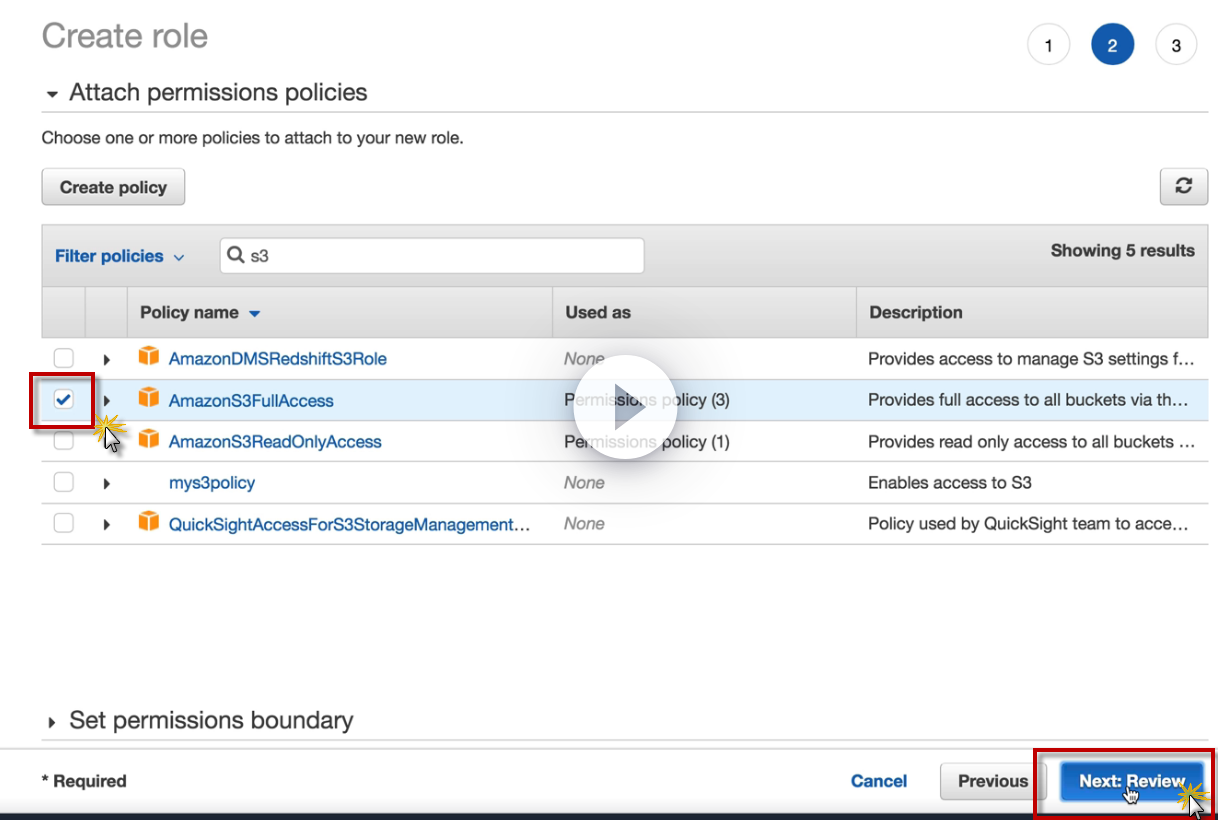 Create role
1 2 3
Attach permissions policies
Choose one or more policies to attach to your new role.
Create policy
Filter policies
s3
Showing 5 results
Policy name Used as Description
AmazonDMSRedshiftS3Role None Provides access to manage S3 settings f...
AmazonS3FullAccess Permissions policy (3) Provides full access to all buckets via th...
AmazonS3ReadOnlyAccess Permissions policy (1) Provides read only access to all buckets ...
mys3policy None Enables access to S3
QuickSightAccessForS3StorageManagement... None Policy used by QuickSight team to acce...
Set permissions boundary
* Required Cancel Previous Next: Review